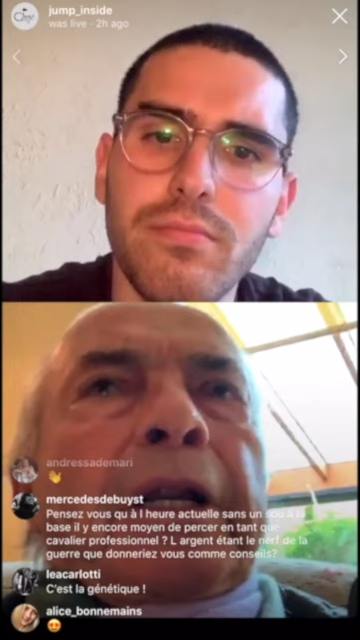 jump_inside
was live · 2h ago
andressademari
👋
mercedesdebuyst
Pensez vous qu à l heure actuelle sans un sou à la
base il y encore moyen de percer en tant que
cavalier professionnel ? L argent étant le nerf de la
guerre que donneriez vous comme conseils?
leacarlotti
C'est la génétique !
alice_bonnemains
😍